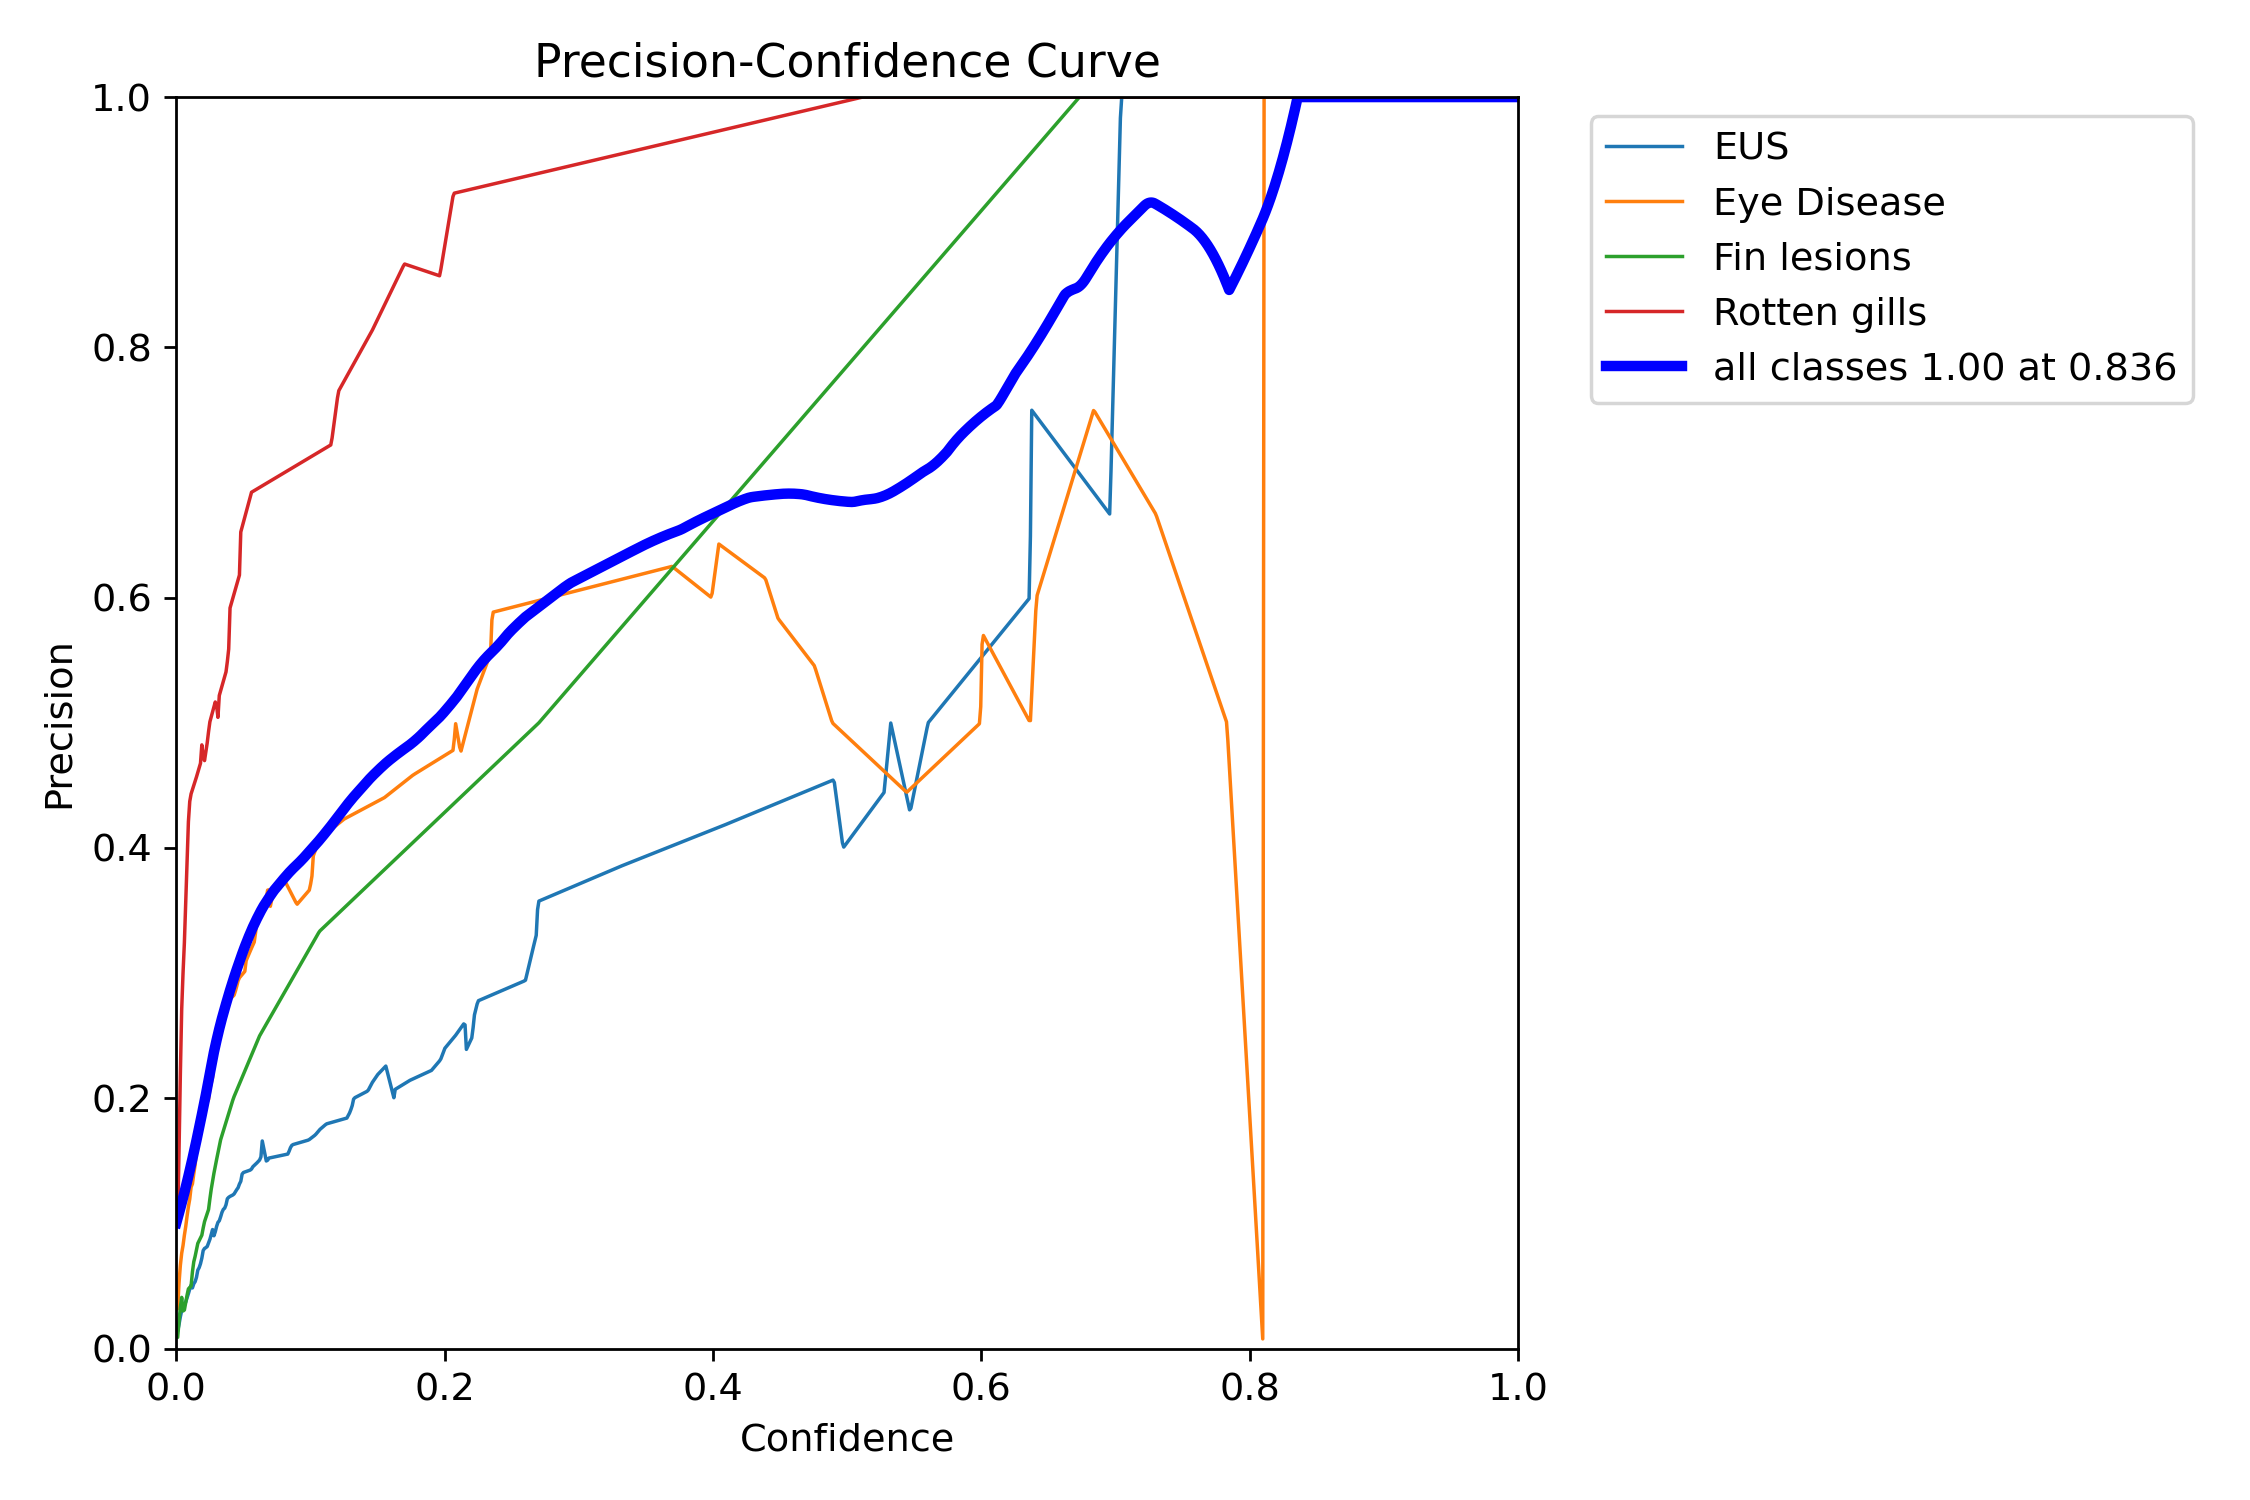 Precision-Confidence Curve
1.0
0.8
0.6
0.4
0.2
0.0
Precision
0.0 0.2 0.4 0.6 0.8 1.0
Confidence
EUS
Eye Disease
Fin lesions
Rotten gills
all classes 1.00 at 0.836